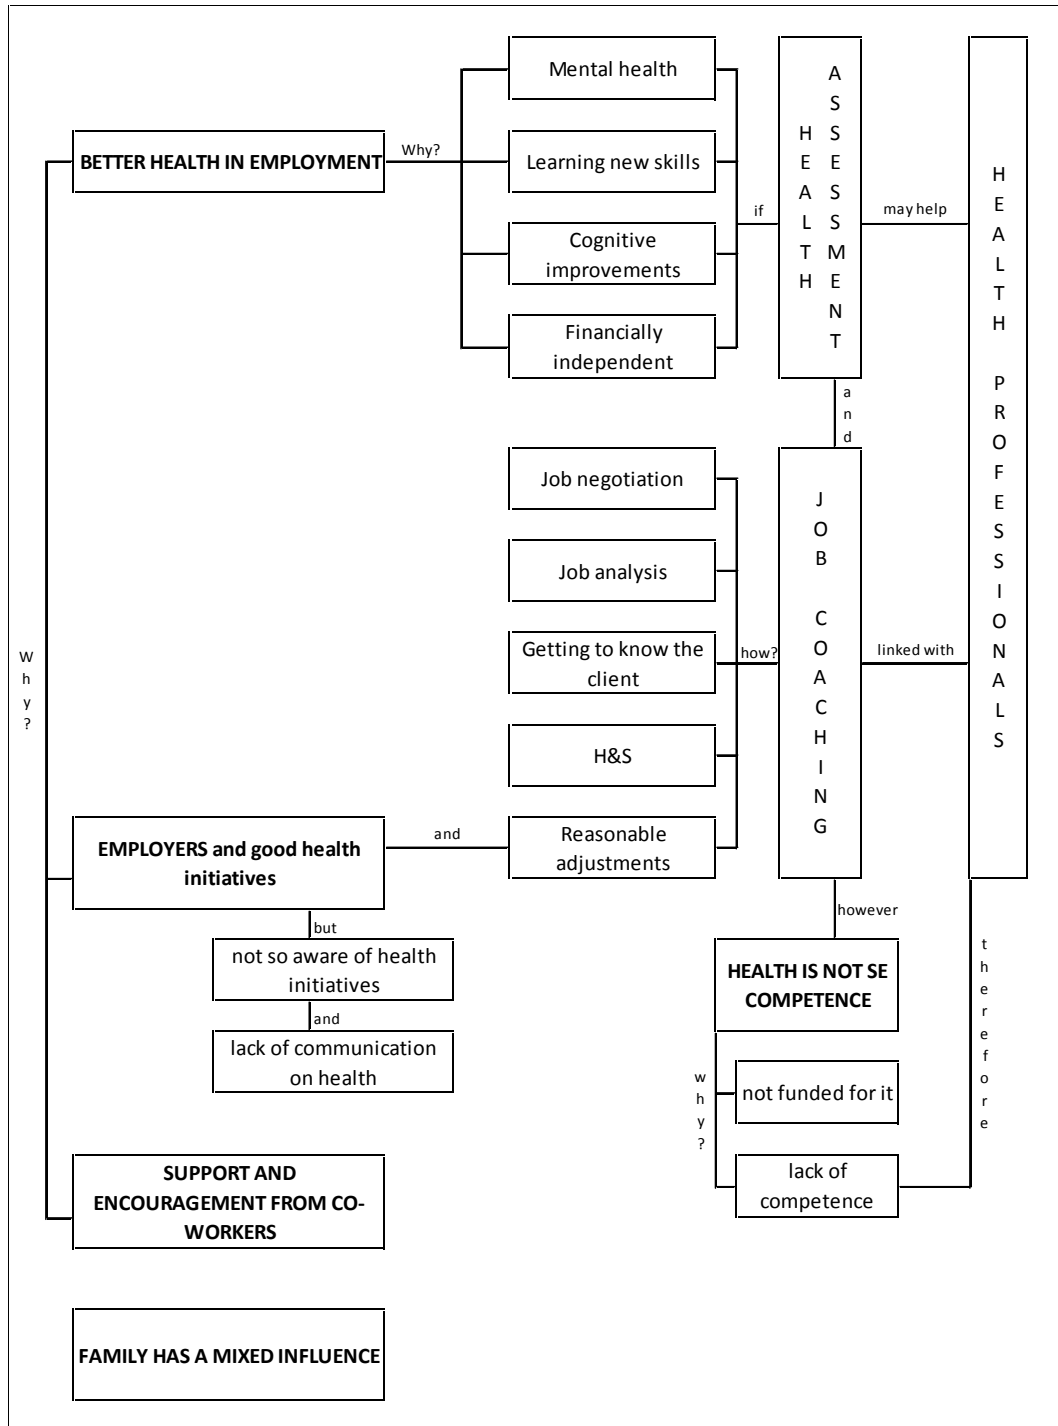 Mental health
BETTER HEALTH IN EMPLOYMENT
Why?
Learning new skills
Cognitive
improvements
Financially
independent
if
HEALTH
ASSESSMENT
may help
HEALTH PROFESSIONALS
and
Job negotiation
Job analysis
Getting to know the
client
H&S
Reasonable
adjustments
how?
JOB COACHING
linked with
Why?
EMPLOYERS and good health
initiatives
and
but
not so aware of health
initiatives
and
lack of communication
on health
however
HEALTH IS NOT SE
COMPETENCE
why?
not funded for it
lack of
competence
therefore
SUPPORT AND
ENCOURAGEMENT FROM CO-
WORKERS
FAMILY HAS A MIXED INFLUENCE